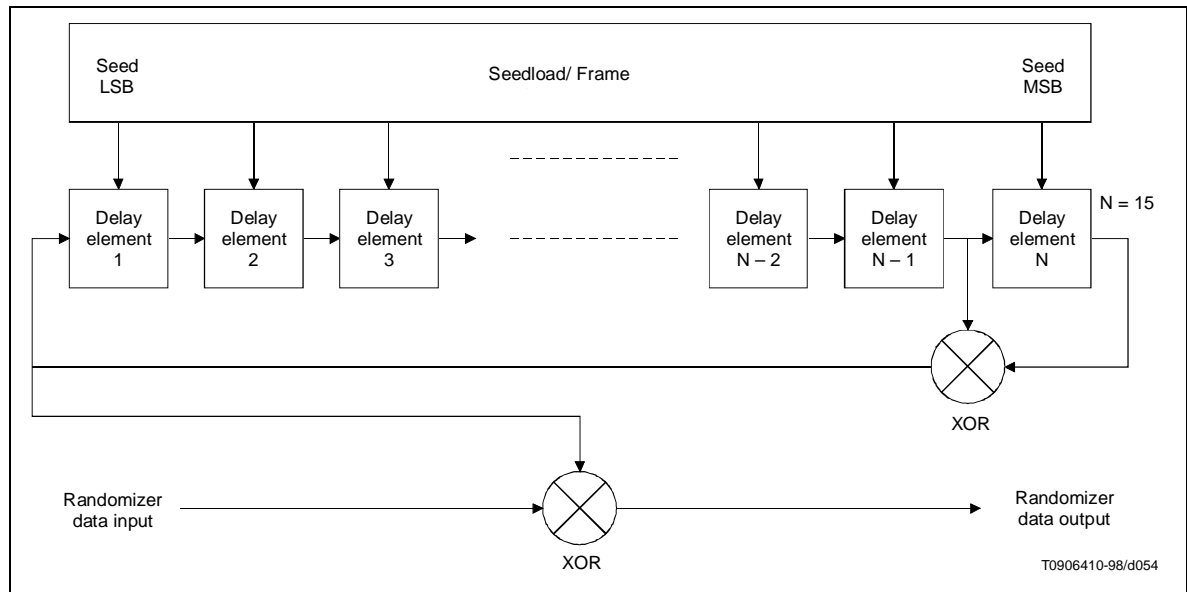 Seed
LSB
Seedload/ Frame
Seed
MSB
Delay
element
1
Delay
element
2
Delay
element
3
Delay
element
N – 2
Delay
element
N – 1
Delay
element
N
N = 15
XOR
Randomizer
data input
XOR
Randomizer
data output
T0906410-98/d054